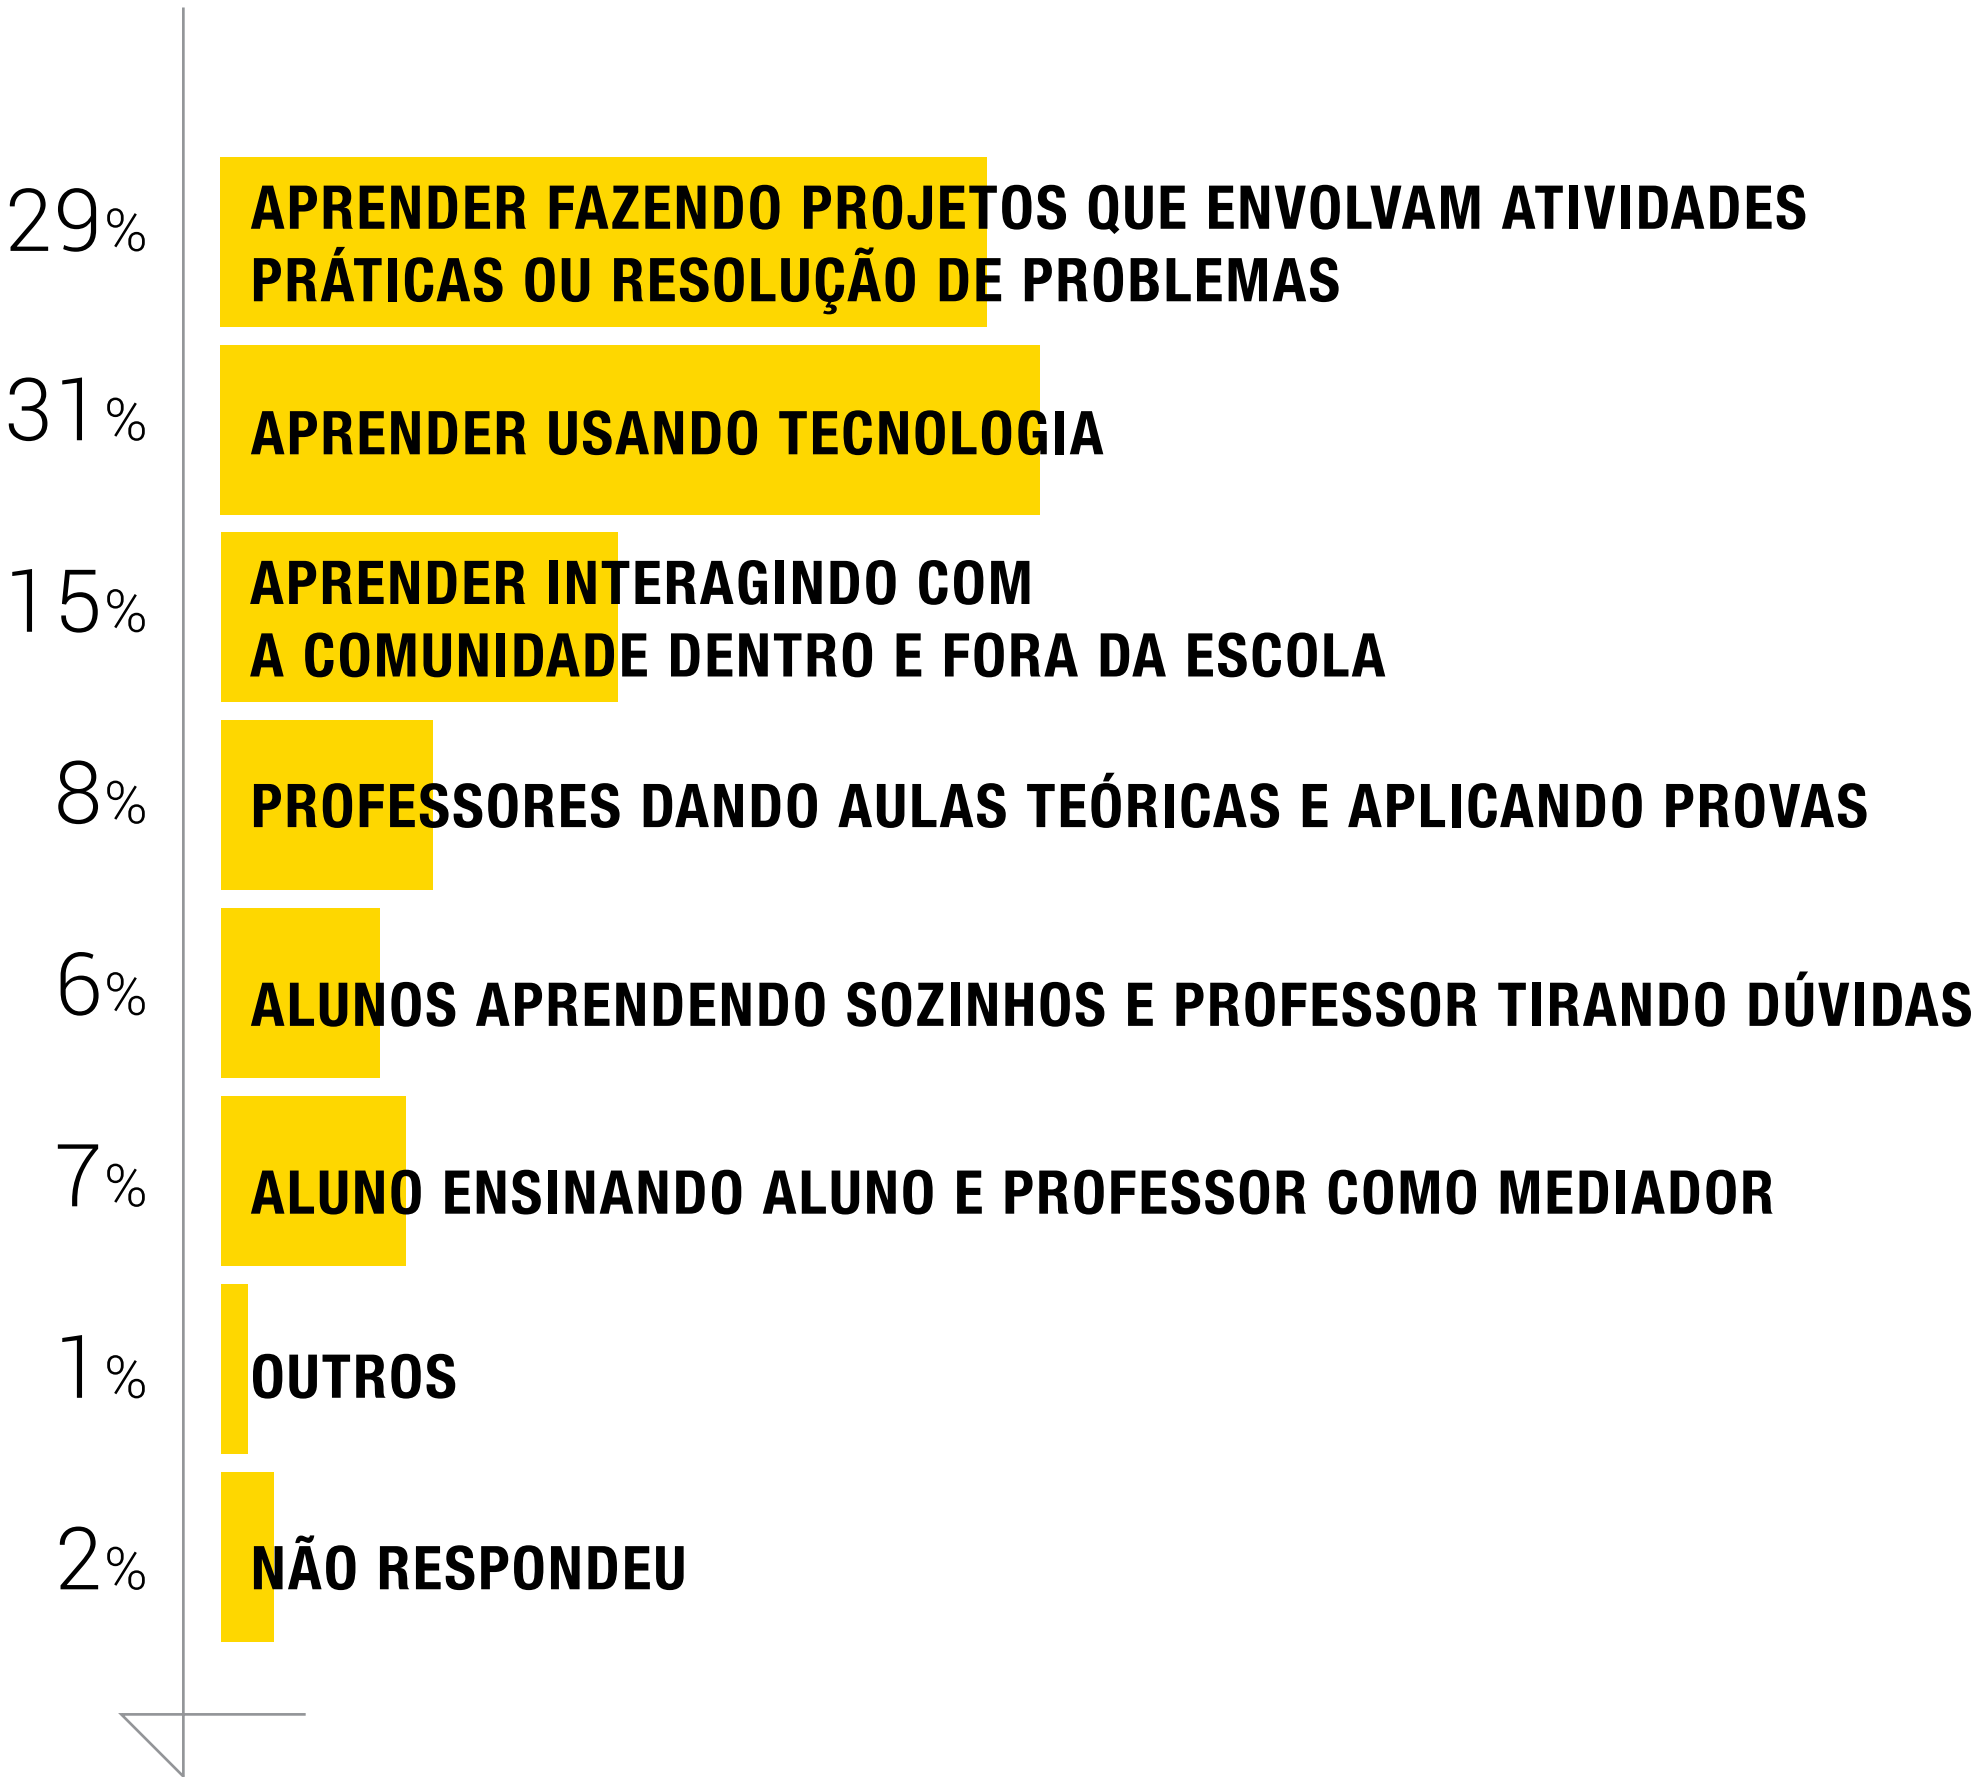 29%
APRENDER FAZENDO PROJETOS QUE ENVOLVAM ATIVIDADES
PRÁTICAS OU RESOLUÇÃO DE PROBLEMAS
31%
APRENDER USANDO TECNOLOGIA
15%
APRENDER INTERAGINDO COM
A COMUNIDADE DENTRO E FORA DA ESCOLA
8%
PROFESSORES DANDO AULAS TEÓRICAS E APLICANDO PROVAS
6%
ALUNOS APRENDENDO SOZINHOS E PROFESSOR TIRANDO DÚVIDAS
7%
ALUNO ENSINANDO ALUNO E PROFESSOR COMO MEDIADOR
1%
OUTROS
2%
NÃO RESPONDEU